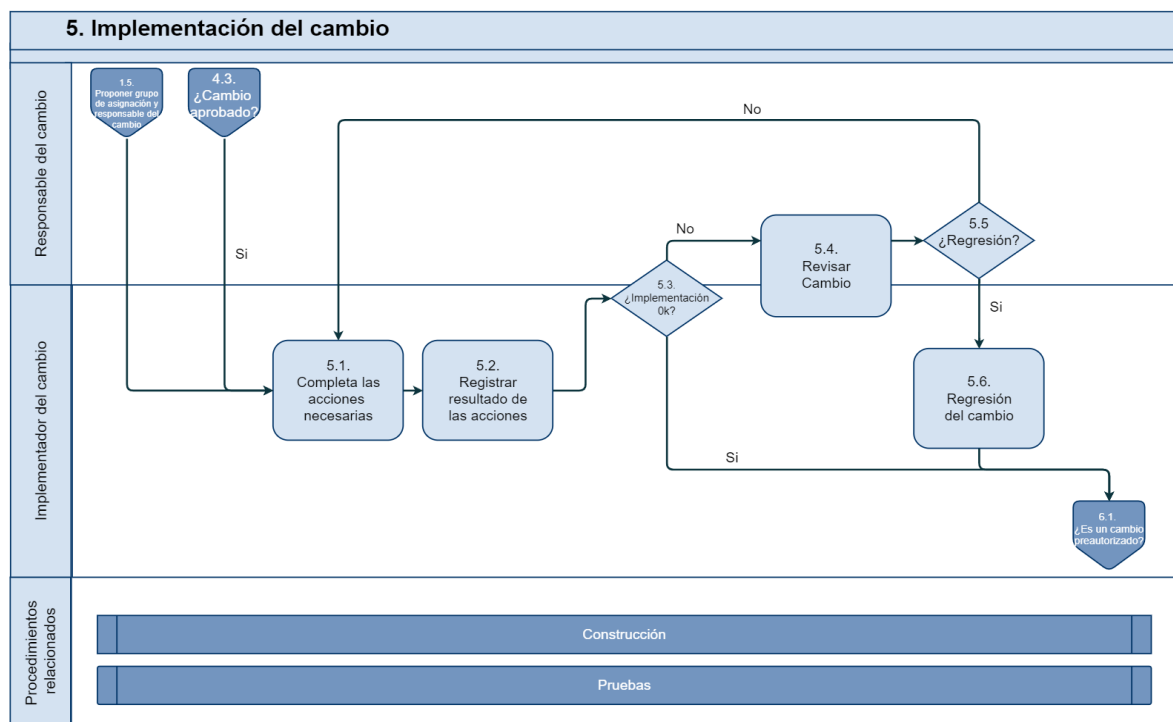 5. Implementación del cambio
Responsable del cambio
1.5.
Proponer grupo
de asignación y
responsable del
cambio
4.3.
¿Cambio
aprobado?
No
Si
No
5.4.
Revisar
Cambio
5.5
¿Regresión?
Implementador del cambio
5.3.
¿Implementación
0k?
Si
5.1.
Completa las
acciones
necesarias
5.2.
Registrar
resultado de
las acciones
5.6.
Regresión
del cambio
Si
6.1.
¿Es un cambio
preautorizado?
Procedimientos
relacionados
Construcción
Pruebas